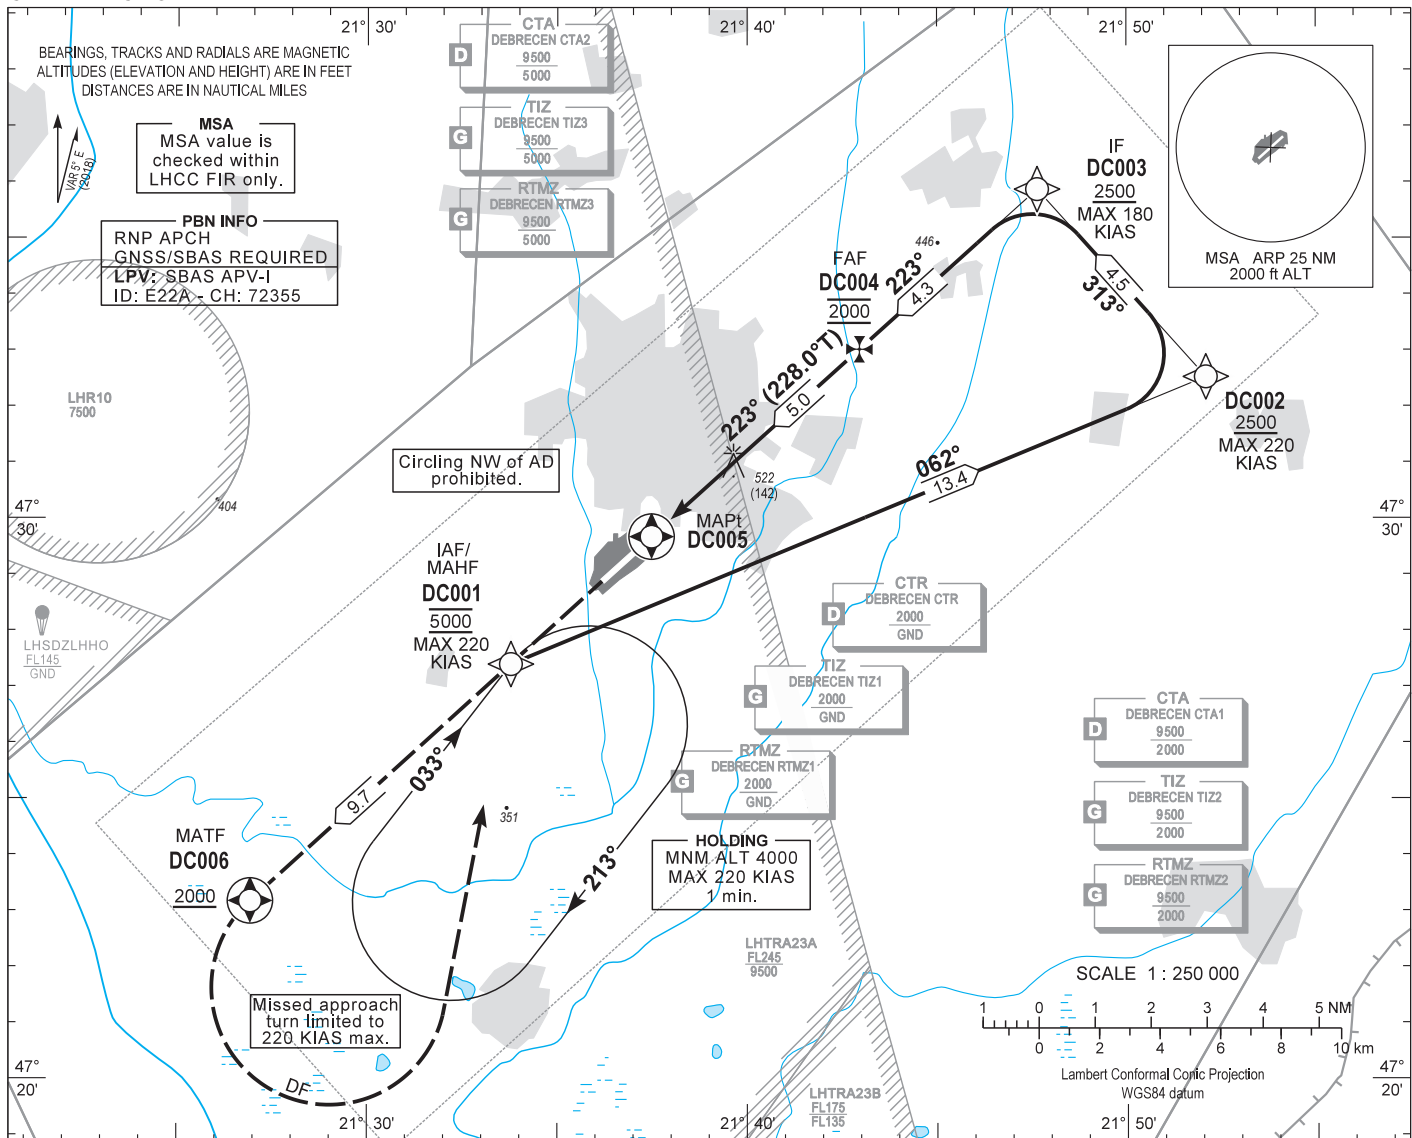 21° 30'
21° 40'
21° 50'
BEARINGS, TRACKS AND RADIALS ARE MAGNETIC
ALTITUDES (ELEVATION AND HEIGHT) ARE IN FEET
DISTANCES ARE IN NAUTICAL MILES
VAR 5° E
(2018)
MSA
MSA value is
checked within
LHCC FIR only.
PBN INFO
RNP APCH
GNSS/SBAS REQUIRED
LPV: SBAS APV-I
ID: E22A - CH: 72355
CTA
D
DEBRECEN CTA2
9500
5000
TIZ
G
DEBRECEN TIZ3
9500
5000
RTMZ
G
DEBRECEN RTMZ3
9500
5000
IF
DC003
2500
MAX 180
KIAS
MSA ARP 25 NM
2000 ft ALT
446
FAF
DC004
2000
223°
4.3
4.5
313°
223° (228.0°T)
5.0
DC002
2500
MAX 220
KIAS
LHR10
7500
404
Circling NW of AD
prohibited.
062°
13.4
522
(142)
47°
30'
47°
30'
MAPt
DC005
IAF/
MAHF
DC001
5000
MAX 220
KIAS
LHSDZLHHO
FL145
GND
CTR
D
DEBRECEN CTR
2000
GND
TIZ
G
DEBRECEN TIZ1
2000
GND
RTMZ
G
DEBRECEN RTMZ1
2000
GND
CTA
D
DEBRECEN CTA1
9500
2000
TIZ
G
DEBRECEN TIZ2
9500
2000
RTMZ
G
DEBRECEN RTMZ2
9500
2000
033°
9.7
351
213°
HOLDING
MNM ALT 4000
MAX 220 KIAS
1 min.
MATF
DC006
2000
LHTRA23A
FL245
9500
Missed approach
turn limited to
220 KIAS max.
DF
SCALE 1 : 250 000
1 0 1 2 3 4 5 NM
0 2 4 6 8 10 km
Lambert Conformal Conic Projection
WGS84 datum
LHTRA23B
FL175
FL135
47°
20'
47°
20'
21° 30'
21° 40'
21° 50'